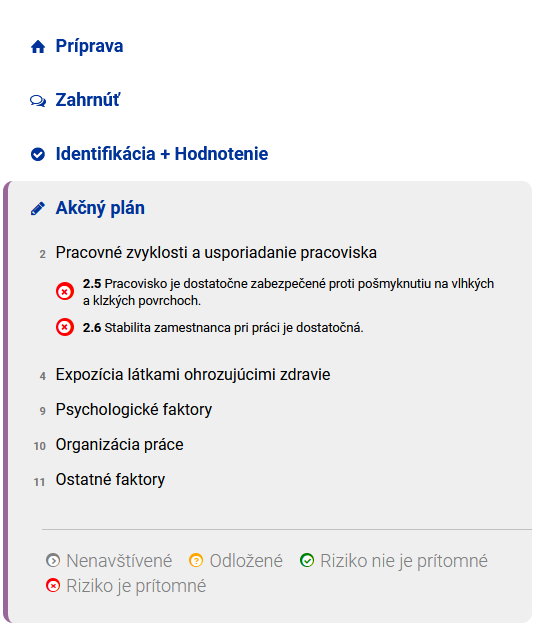 Príprava
Zahrnúť
Identifikácia + Hodnotenie
Akčný plán
2 Pracovné zvyklosti a usporiadanie pracoviska
2.5 Pracovisko je dostatočne zabezpečené proti pošmyknutiu na vlhkých
a klzkých povrchoch.
2.6 Stabilita zamestnanca pri práci je dostatočná.
4 Expozícia látkami ohrozujúcimi zdravie
9 Psychologické faktory
10 Organizácia práce
11 Ostatné faktory
Nenavštívené Odložené Riziko nie je prítomné
Riziko je prítomné